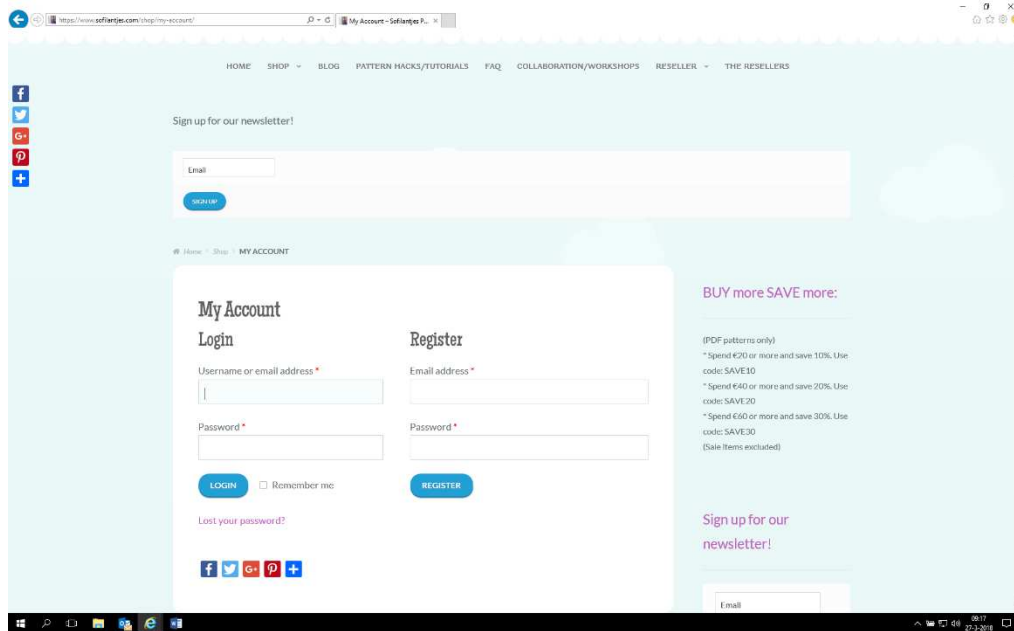 https://www.sofilantjes.com/shop/my-account/
My Account – Sofilantjes P...
HOME SHOP BLOG PATTERN HACKS/TUTORIALS FAQ COLLABORATION/WORKSHOPS RESELLER THE RESELLERS
Sign up for our newsletter!
Email
SIGN UP
Home Shop MY ACCOUNT
My Account
Login
Username or email address *
Password *
LOGIN Remember me
Lost your password?
Register
Email address *
Password *
REGISTER
BUY more SAVE more:
(PDF patterns only)
* Spend €20 or more and save 10%. Use
code: SAVE10
* Spend €40 or more and save 20%. Use
code: SAVE20
* Spend €60 or more and save 30%. Use
code: SAVE30
(Sale Items excluded)
Sign up for our
newsletter!
Email
09:17
27-3-2018